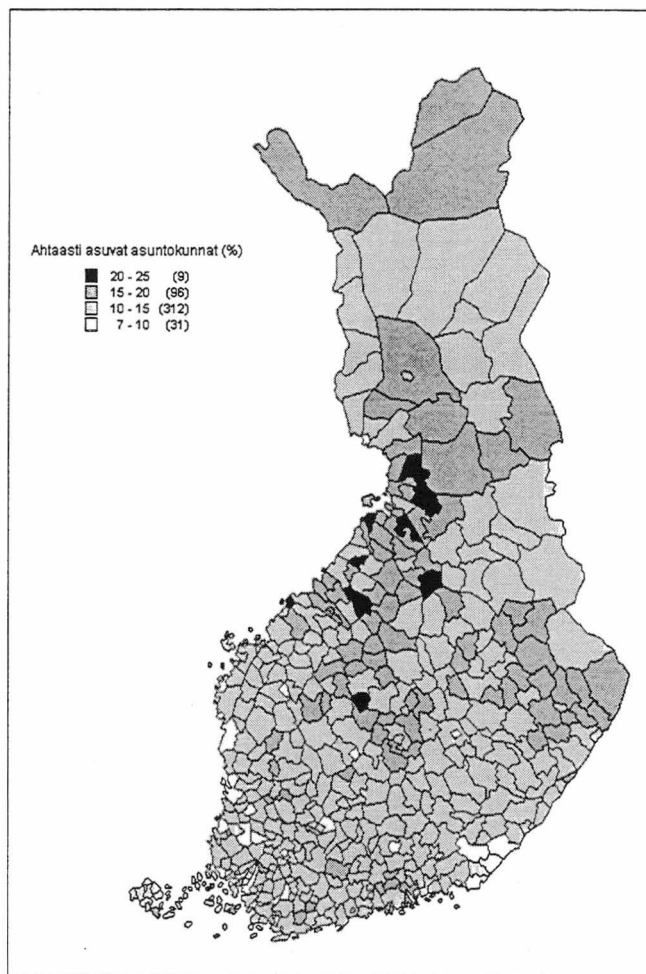 Ahtaasti asuvat asuntokunnat (%)
20 - 25 (9)
15 - 20 (96)
10 - 15 (312)
7 - 10 (31)